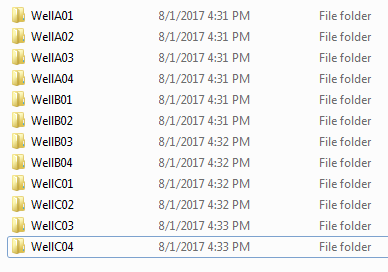 WellA01 8/1/2017 4:31 PM File folder
WellA02 8/1/2017 4:31 PM File folder
WellA03 8/1/2017 4:31 PM File folder
WellA04 8/1/2017 4:31 PM File folder
WellB01 8/1/2017 4:31 PM File folder
WellB02 8/1/2017 4:31 PM File folder
WellB03 8/1/2017 4:32 PM File folder
WellB04 8/1/2017 4:32 PM File folder
WellC01 8/1/2017 4:32 PM File folder
WellC02 8/1/2017 4:32 PM File folder
WellC03 8/1/2017 4:33 PM File folder
WellC04 8/1/2017 4:33 PM File folder